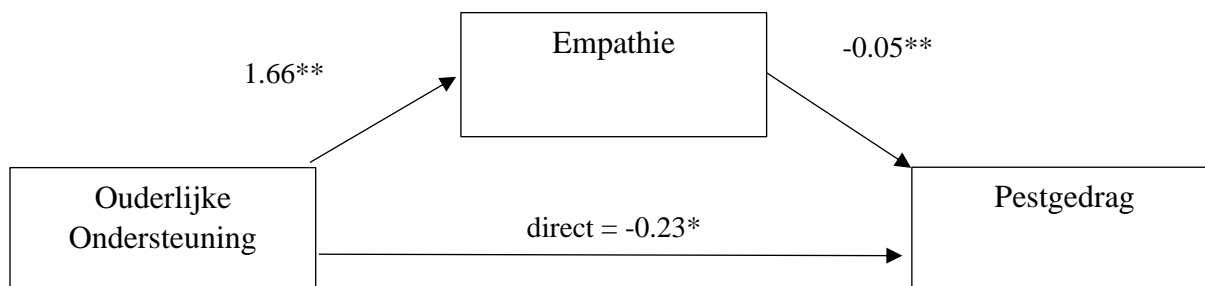 Empathie
-0.05**
1.66**
Ouderlijke
Ondersteuning
direct = -0.23*
Pestgedrag